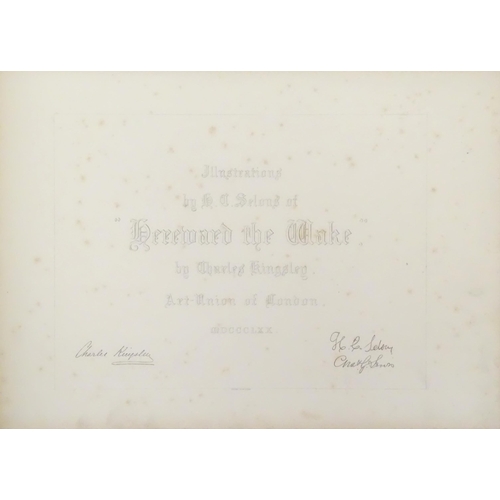 Illustrations
by H. C. Selous of
"Hereward the Wake
by Charles Kingsley.
Art-Union of London.
MDCCCLXX
Charles Kingsley
H. C. Selous